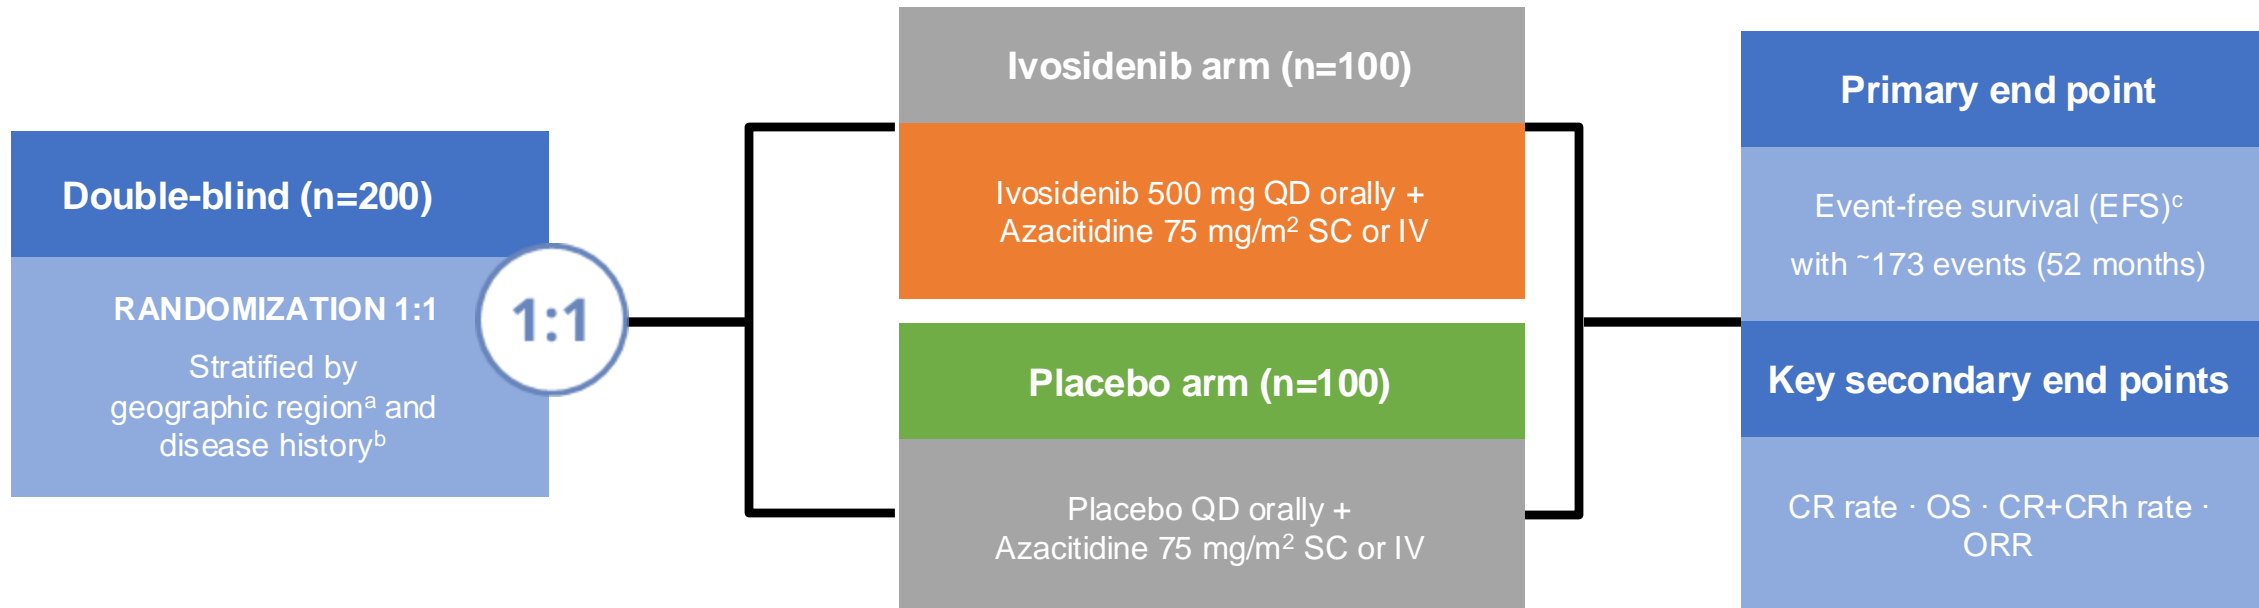 Double-blind (n=200)
RANDOMIZATION 1:1
Stratified by
geographic regionᵃ and
disease historyᵇ
1:1
Ivosidenib arm (n=100)
Ivosidenib 500 mg QD orally +
Azacitidine 75 mg/m² SC or IV
Placebo arm (n=100)
Placebo QD orally +
Azacitidine 75 mg/m² SC or IV
Primary end point
Event-free survival (EFS)ᶜ
with ~173 events (52 months)
Key secondary end points
CR rate · OS · CR+CRh rate ·
ORR